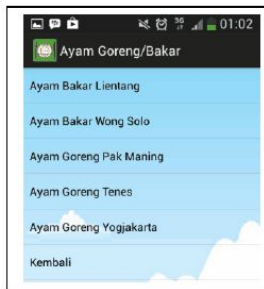 3G
01:02
Ayam Goreng/Bakar
Ayam Bakar Lientang
Ayam Bakar Wong Solo
Ayam Goreng Pak Maning
Ayam Goreng Tenes
Ayam Goreng Yogjakarta
Kembali